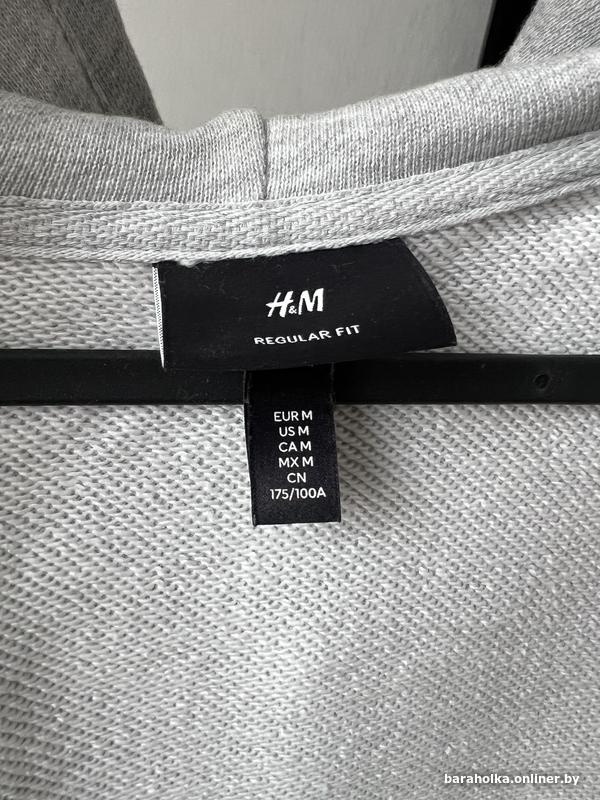 H&M
REGULAR FIT
EUR M
US M
CA M
MX M
CN
175/100A
baraholka.onliner.by